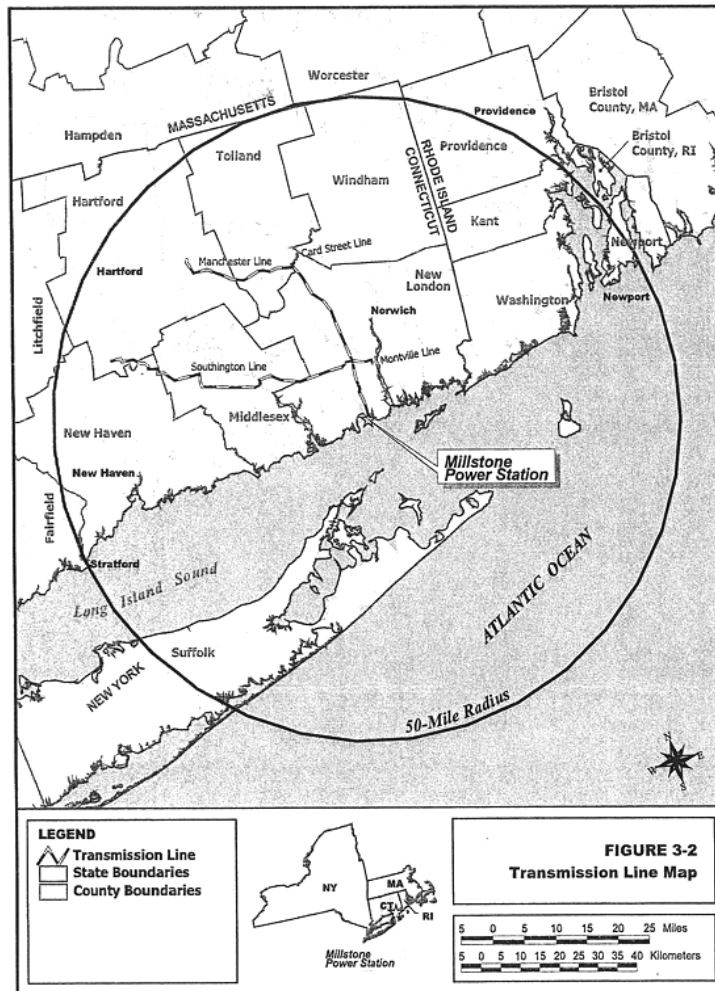 Worcester
Bristol
County, MA
MASSACHUSETTS
Providence
Hampden
Bristol
County, RI
Tolland
Providence
RHODE ISLAND
CONNECTICUT
Windham
Hartford
Kent
Card Street Line
Newport
Manchester Line
Hartford
New
London
Washington
Newport
Norwich
Litchfield
Southington Line
Montville Line
Middlesex
New Haven
Millstone
Power Station
New Haven
Fairfield
Stratford
Long Island Sound
ATLANTIC OCEAN
Suffolk
NEW YORK
50-Mile Radius
N
W
E
S
LEGEND
Transmission Line
State Boundaries
County Boundaries
NY
MA
CT
RI
Millstone
Power Station
FIGURE 3-2
Transmission Line Map
5 0 5 10 15 20 25 Miles
5 0 5 10 15 20 25 30 35 40 Kilometers